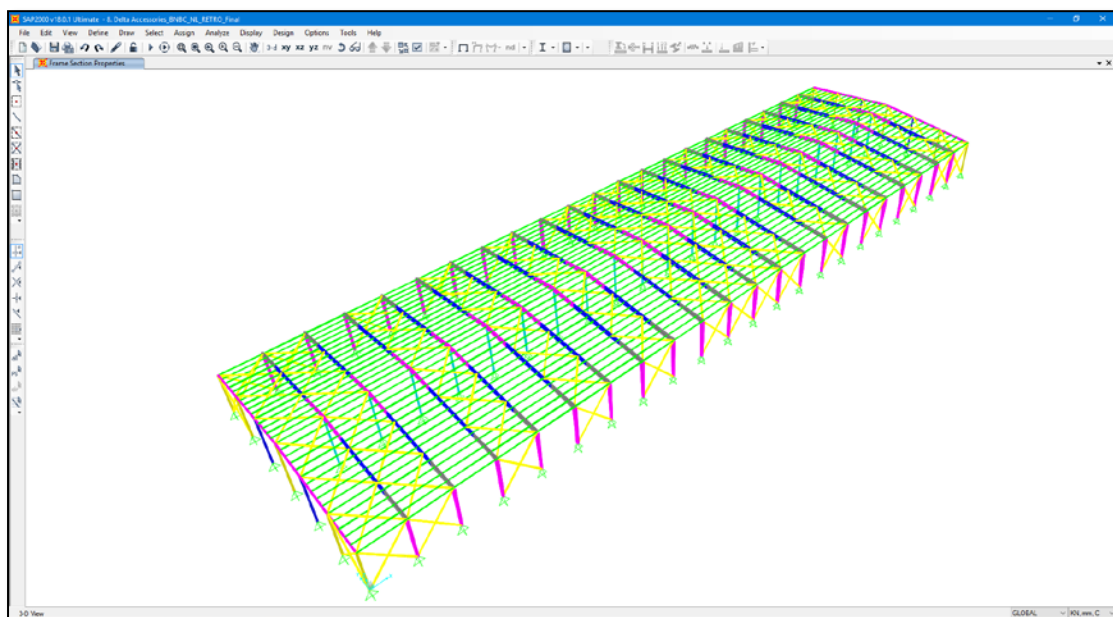 SAP2000 v18.0.1 Ultimate - 8. Delta Accessories_BNBC_NL_RETRO_Final
File Edit View Define Draw Select Assign Analyze Display Design Options Tools Help
3-d xy xz yz nv
Frame Section Properties
3-D View GLOBAL KN, mm, C